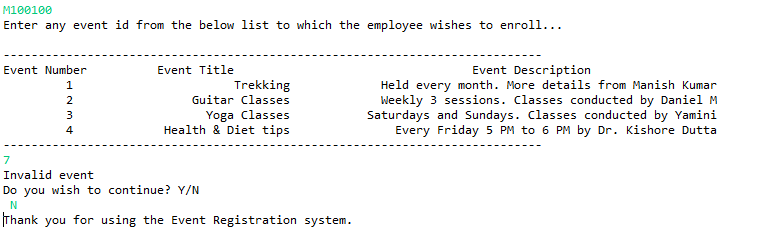 M100100
Enter any event id from the below list to which the employee wishes to enroll...
--------------------------------------------------------------------------------
Event Number Event Title Event Description
1 Trekking Held every month. More details from Manish Kumar
2 Guitar Classes Weekly 3 sessions. Classes conducted by Daniel M
3 Yoga Classes Saturdays and Sundays. Classes conducted by Yamini
4 Health & Diet tips Every Friday 5 PM to 6 PM by Dr. Kishore Dutta
--------------------------------------------------------------------------------
7
Invalid event
Do you wish to continue? Y/N
N
Thank you for using the Event Registration system.